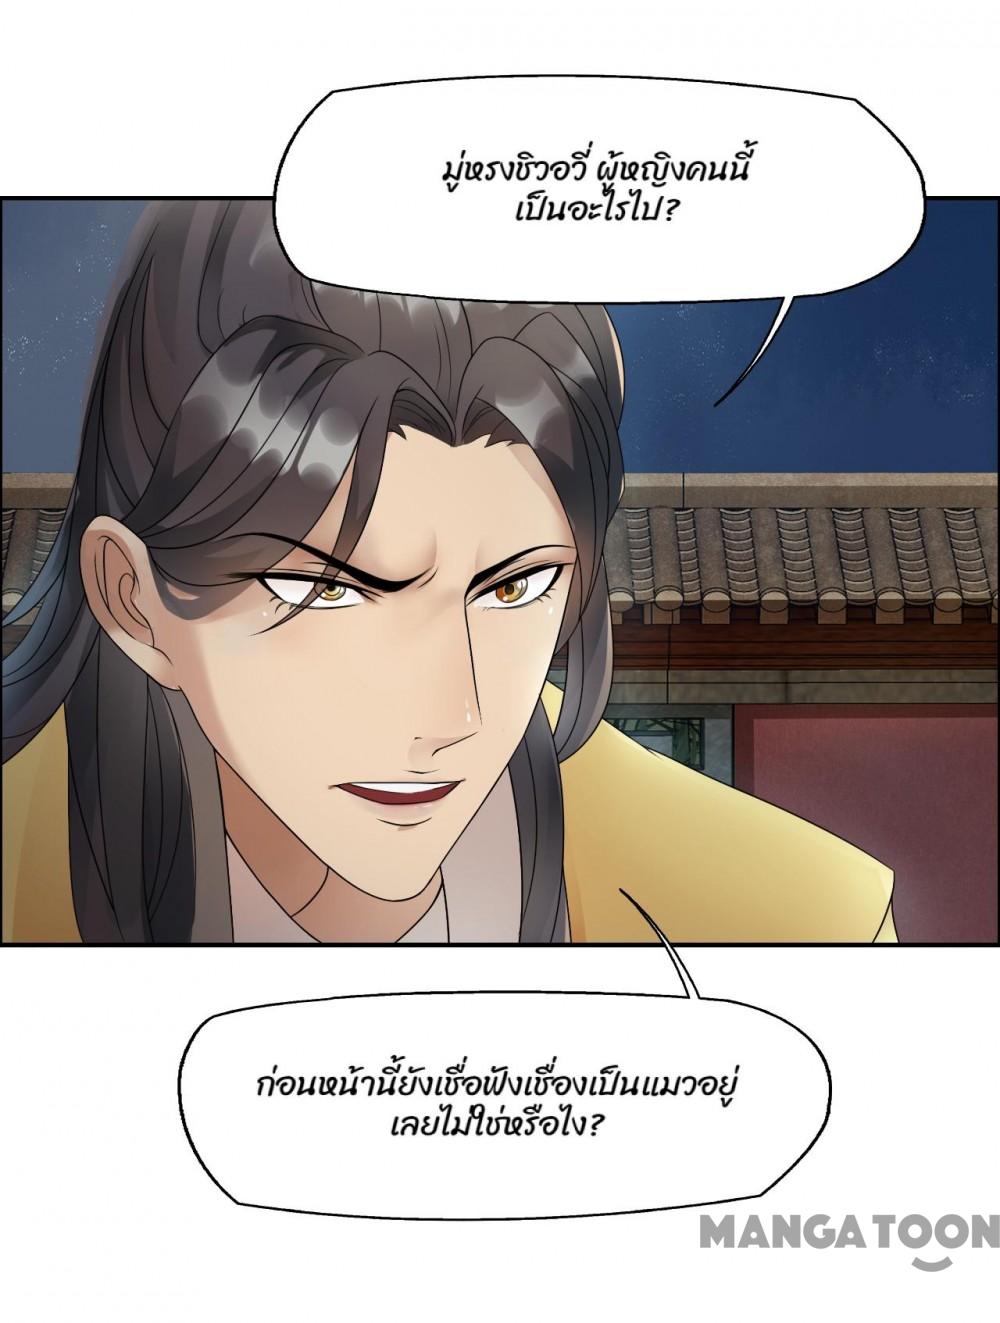 มู่หรงชิวอวี่ ผู้หญิงคนนี้
เป็นอะไรไป?
ก่อนหน้านี้ยังเชื่อฟังเชื่องเป็นแมวอยู่
เลยไม่ใช่หรือไง?
MANGATOON